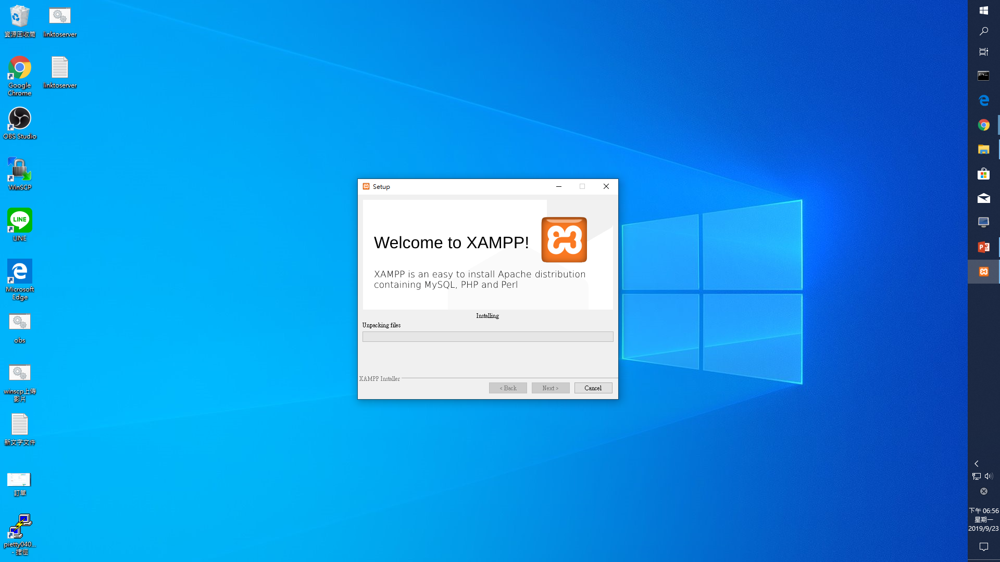 資源回收筒
linktoserver
Google
Chrome
linktoserver
OBS Studio
WinSCP
LINE
LINE
Microsoft
Edge
obs
winscp上傳
影片
新文字文件
訂單
pietty040...
- 捷徑
Setup
Welcome to XAMPP!
XAMPP is an easy to install Apache distribution
containing MySQL, PHP and Perl
Installing
Unpacking files
XAMPP Installer
< Back
Next >
Cancel
下午 06:56
星期一
2019/9/23